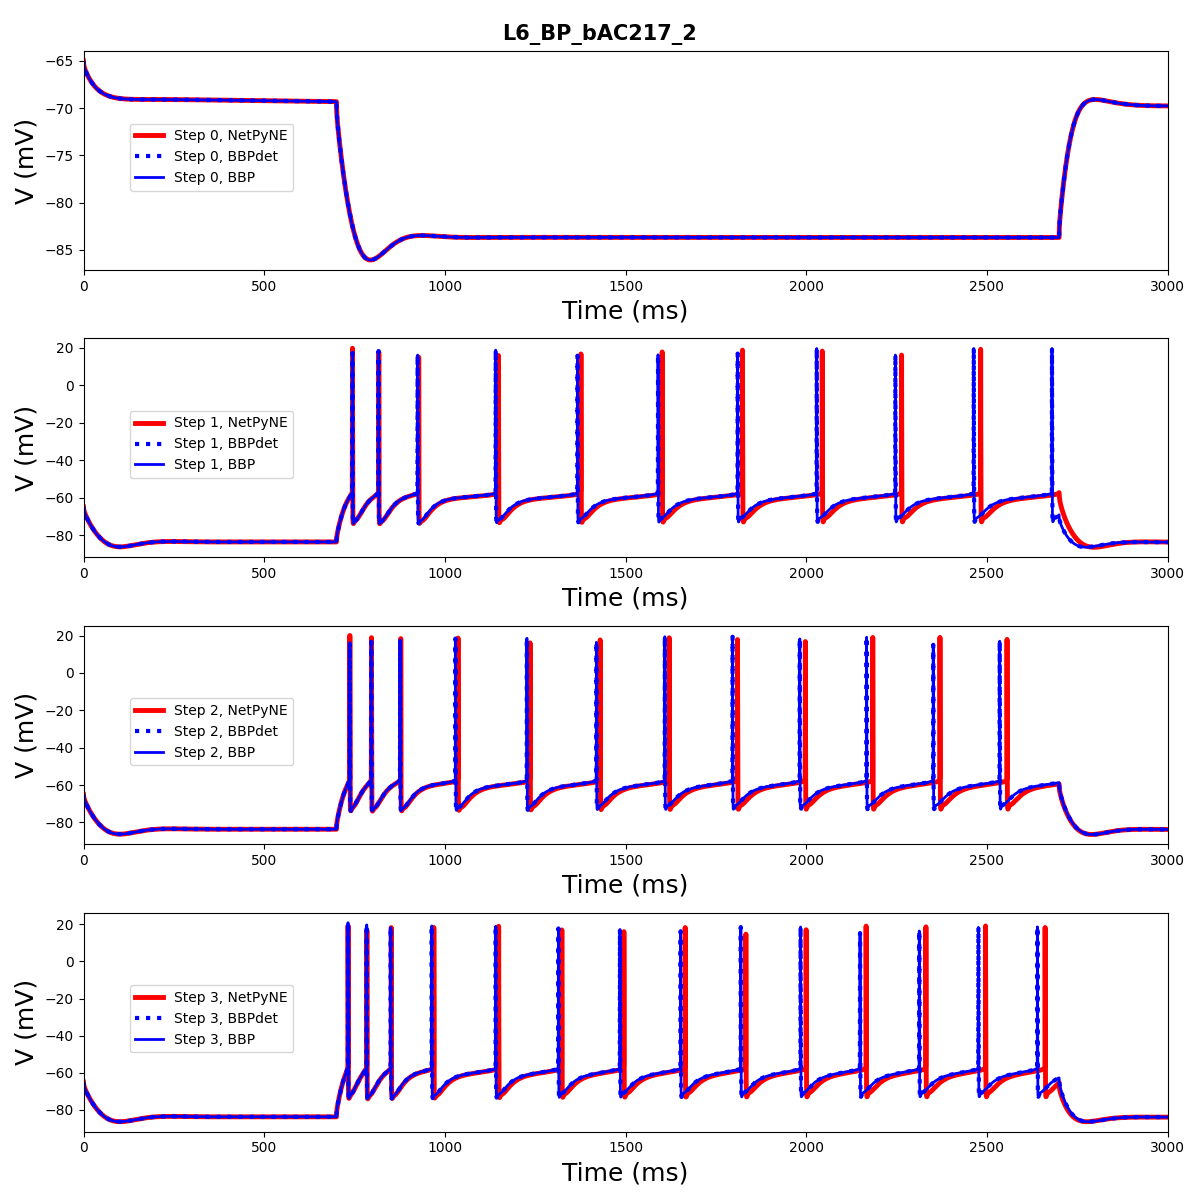 L6_BP_bAC217_2
−65
−70
−75
−80
−85
V (mV)
Step 0, NetPyNE
Step 0, BBPdet
Step 0, BBP
0 500 1000 1500 2000 2500 3000
Time (ms)
20
0
−20
−40
−60
−80
V (mV)
Step 1, NetPyNE
Step 1, BBPdet
Step 1, BBP
0 500 1000 1500 2000 2500 3000
Time (ms)
20
0
−20
−40
−60
−80
V (mV)
Step 2, NetPyNE
Step 2, BBPdet
Step 2, BBP
0 500 1000 1500 2000 2500 3000
Time (ms)
20
0
−20
−40
−60
−80
V (mV)
Step 3, NetPyNE
Step 3, BBPdet
Step 3, BBP
0 500 1000 1500 2000 2500 3000
Time (ms)